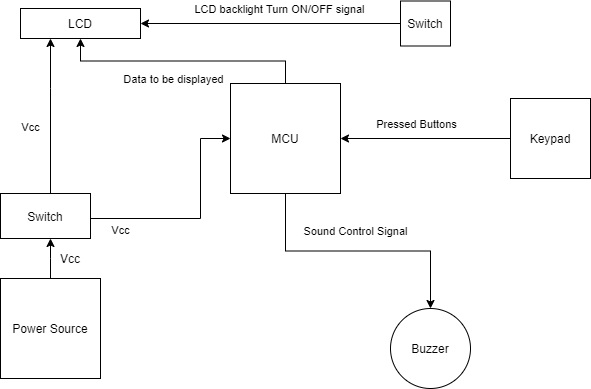 LCD backlight Turn ON/OFF signal
LCD
Switch
Data to be displayed
Vcc
Pressed Buttons
MCU
Keypad
Switch
Vcc
Sound Control Signal
Vcc
Power Source
Buzzer